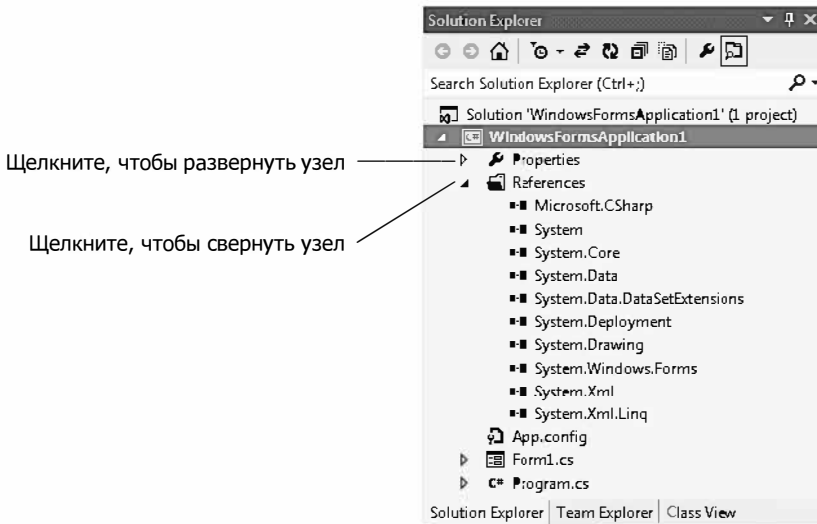 Solution Explorer
Search Solution Explorer (Ctrl+;)
Solution 'WindowsFormsApplication1' (1 project)
C# WindowsFormsApplication1
Щелкните, чтобы развернуть узел
Properties
References
Щелкните, чтобы свернуть узел
Microsoft.CSharp
System
System.Core
System.Data
System.Data.DataSetExtensions
System.Deployment
System.Drawing
System.Windows.Forms
System.Xml
System.Xml.Linq
App.config
Form1.cs
C# Program.cs
Solution Explorer Team Explorer Class View